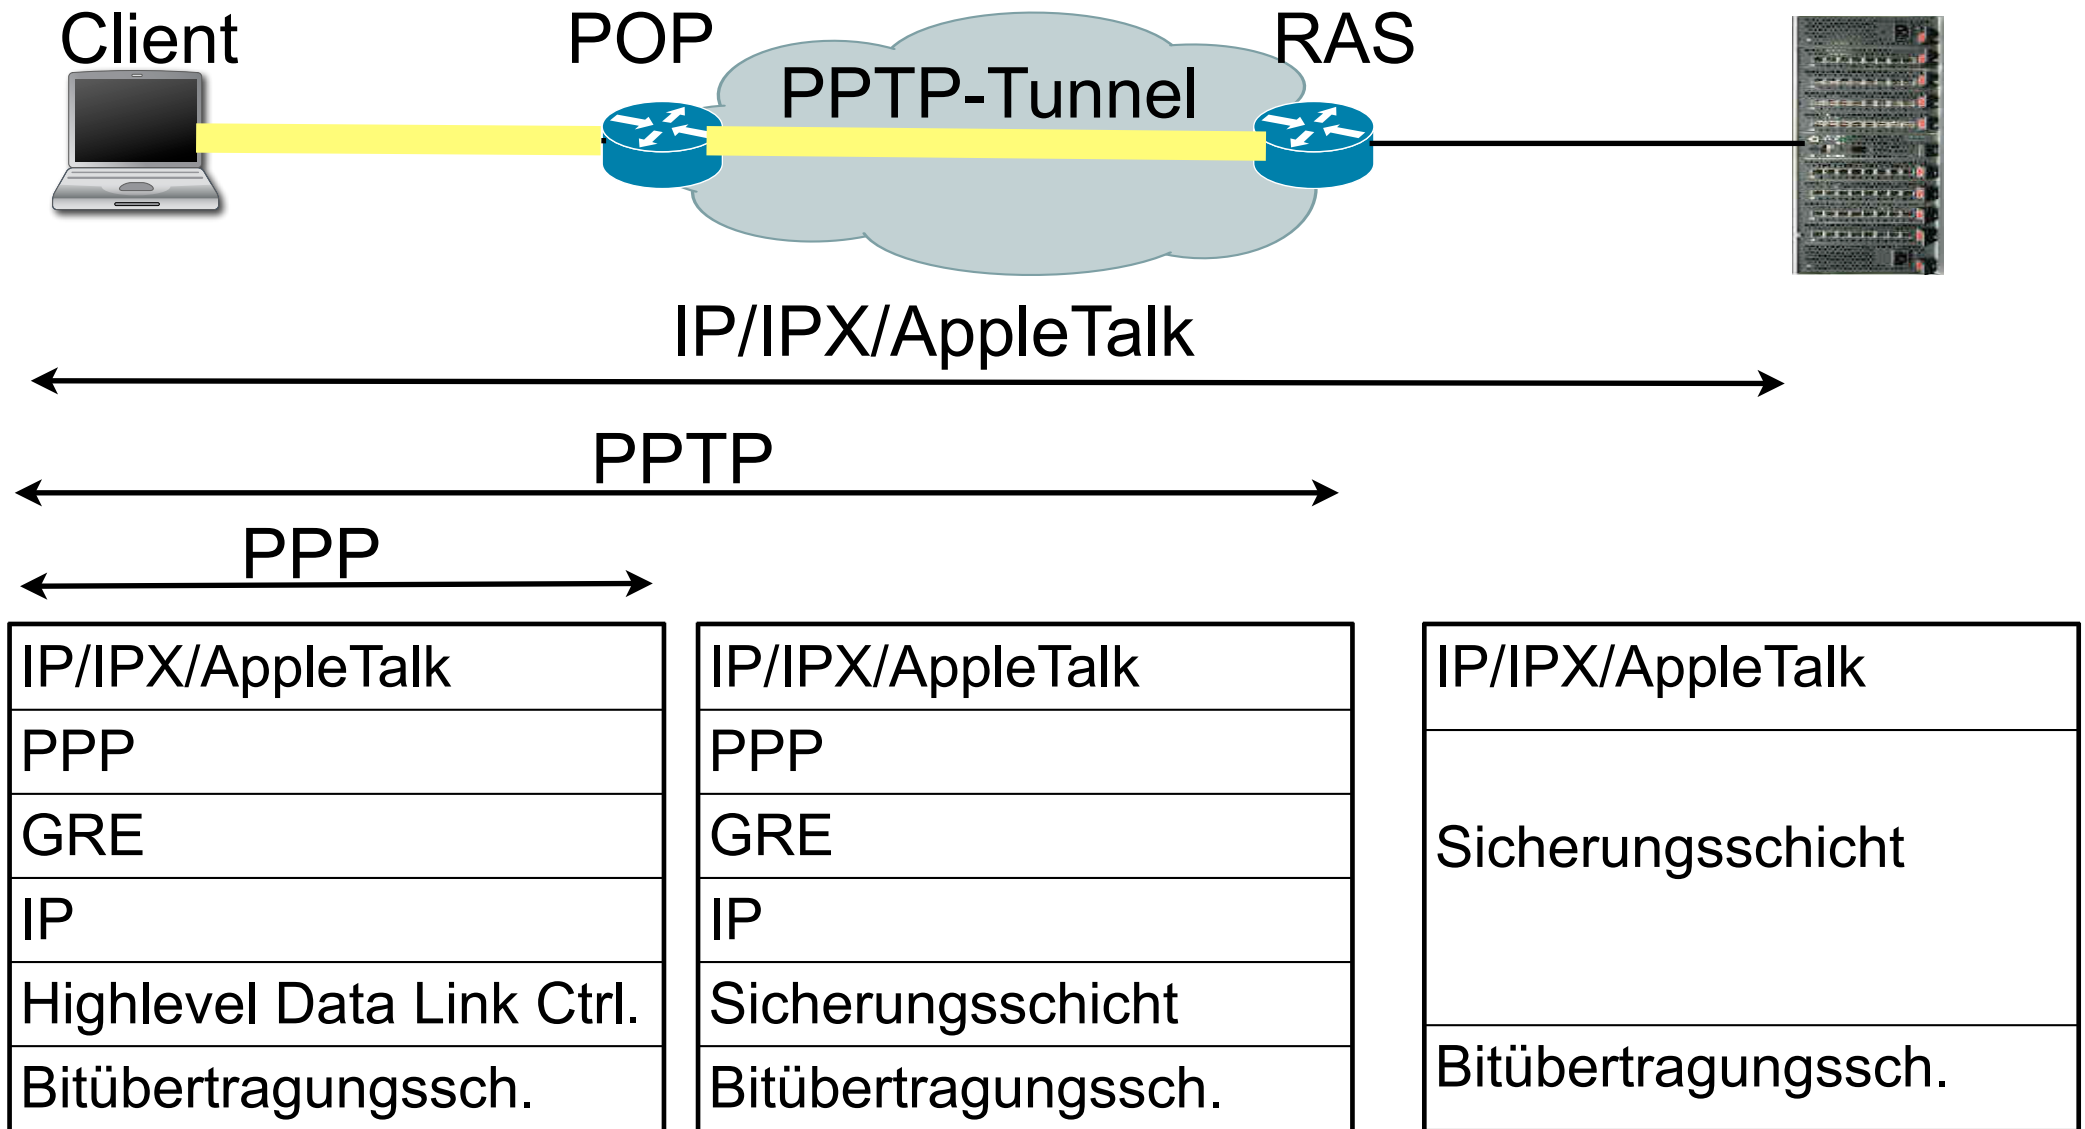 Client
POP
RAS
PPTP-Tunnel
IP/IPX/AppleTalk
PPTP
PPP
IP/IPX/AppleTalk
PPP
GRE
IP
Highlevel Data Link Ctrl.
Bitübertragungssch.
IP/IPX/AppleTalk
PPP
GRE
IP
Sicherungsschicht
Bitübertragungssch.
IP/IPX/AppleTalk
Sicherungsschicht
Bitübertragungssch.